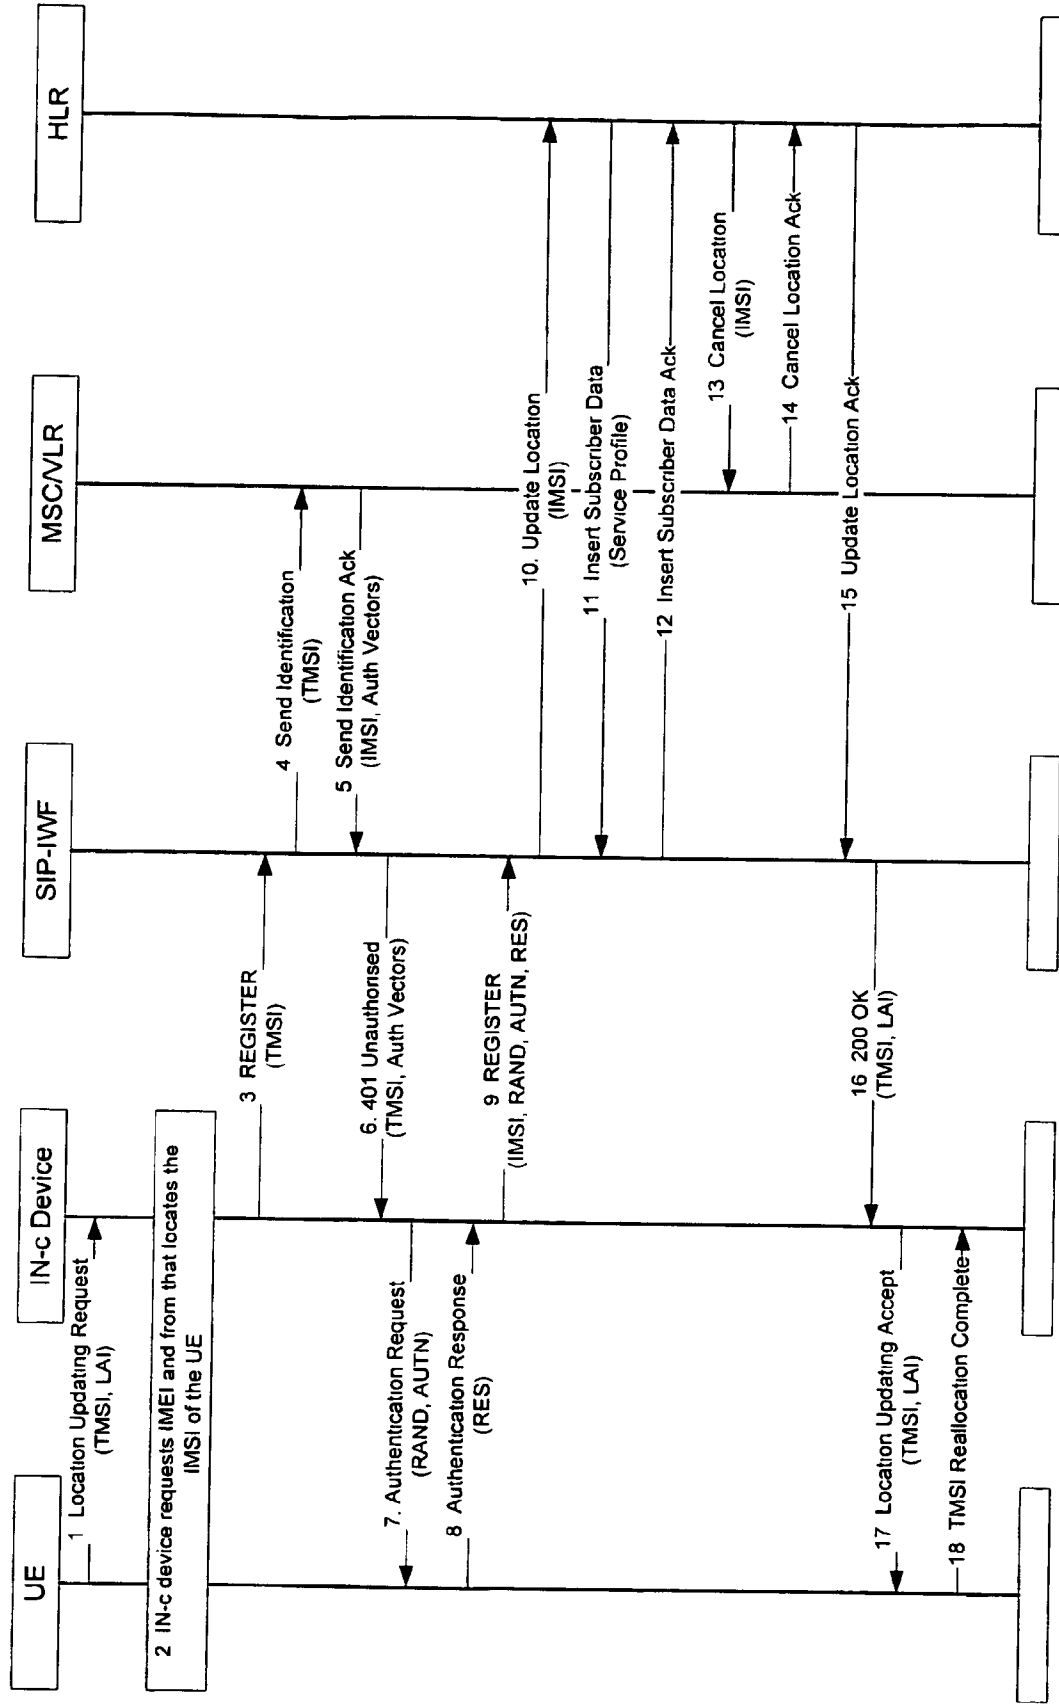 UE
IN-c Device
SIP-IWF
MSC/VLR
HLR
1 Location Updating Request
(TMSI, LAI)
2 IN-c device requests IMEI and from that locates the
IMSI of the UE
3 REGISTER
(TMSI)
4 Send Identification
(TMSI)
5 Send Identification Ack
(IMSI, Auth Vectors)
6. 401 Unauthorised
(TMSI, Auth Vectors)
7. Authentication Request
(RAND, AUTN)
8 Authentication Response
(RES)
9 REGISTER
(IMSI, RAND, AUTN, RES)
10. Update Location
(IMSI)
11 Insert Subscriber Data
(Service Profile)
12 Insert Subscriber Data Ack
13 Cancel Location
(IMSI)
14 Cancel Location Ack
15 Update Location Ack
16 200 OK
(TMSI, LAI)
17 Location Updating Accept
(TMSI, LAI)
18 TMSI Reallocation Complete